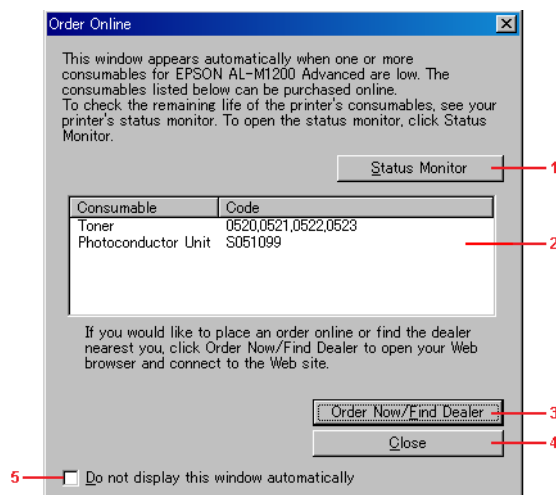 Order Online
This window appears automatically when one or more
consumables for EPSON AL-M1200 Advanced are low. The
consumables listed below can be purchased online.
To check the remaining life of the printer's consumables, see your
printer's status monitor. To open the status monitor, click Status
Monitor.
Status Monitor 1
Consumable Code
Toner 0520,0521,0522,0523
Photoconductor Unit S051099
2
If you would like to place an order online or find the dealer
nearest you, click Order Now/Find Dealer to open your Web
browser and connect to the Web site.
Order Now/Find Dealer 3
Close 4
5 Do not display this window automatically